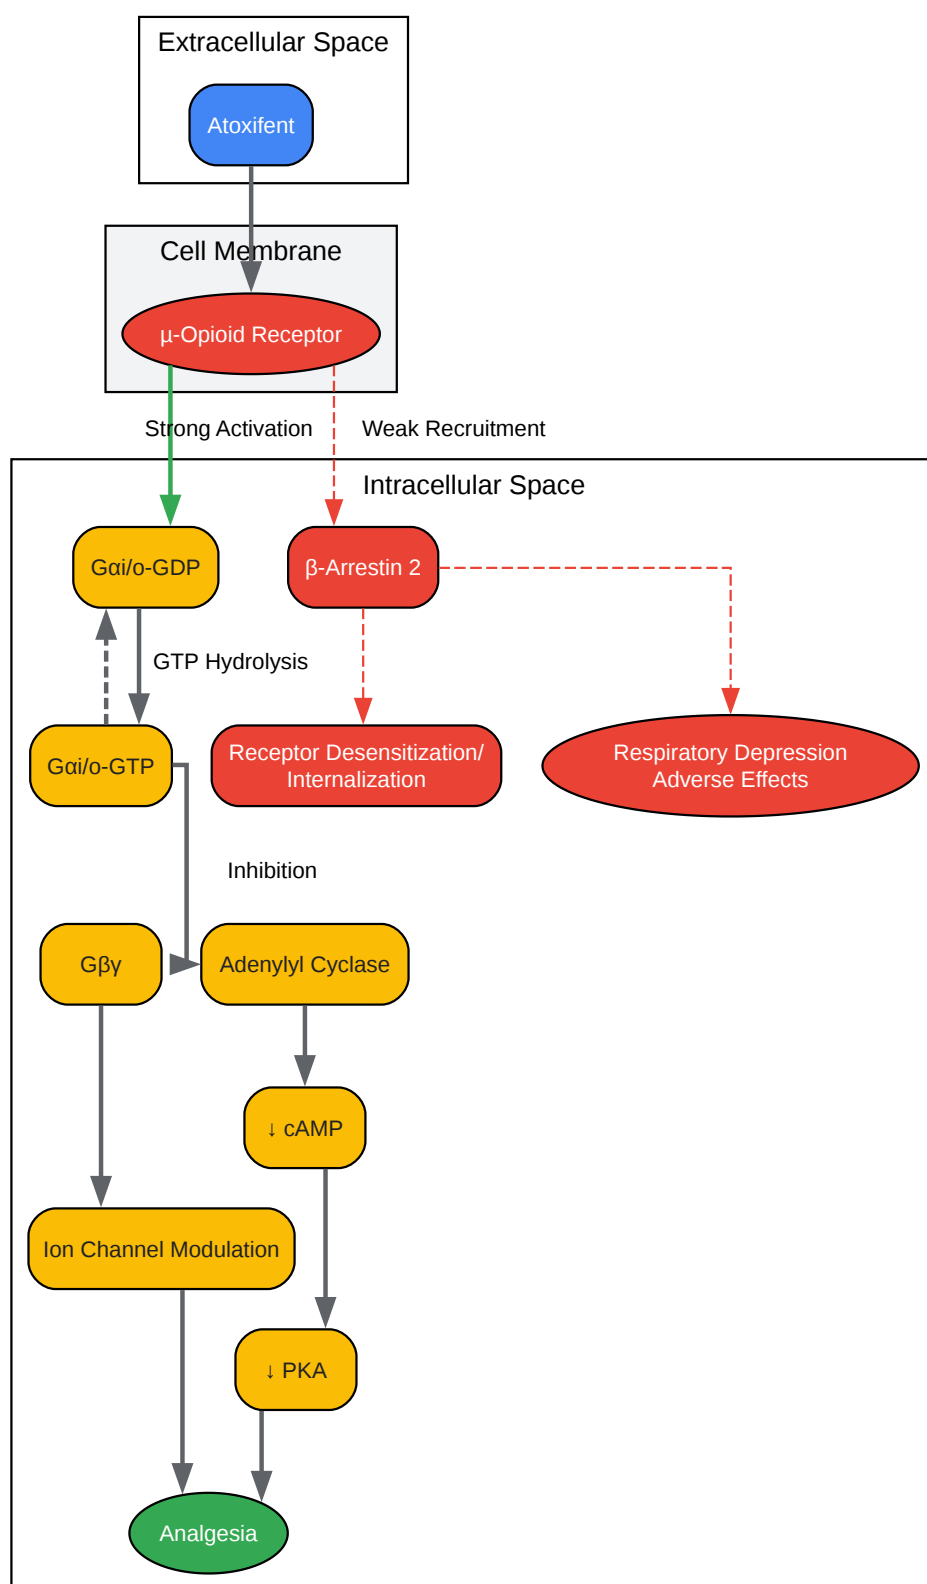 Extracellular Space
Atoxifent
Cell Membrane
µ-Opioid Receptor
Strong Activation
Weak Recruitment
Intracellular Space
Gαi/o-GDP
β-Arrestin 2
GTP Hydrolysis
Gαi/o-GTP
Receptor Desensitization/
Internalization
Respiratory Depression
Adverse Effects
Inhibition
Gβγ
Adenylyl Cyclase
↓ cAMP
Ion Channel Modulation
↓ PKA
Analgesia